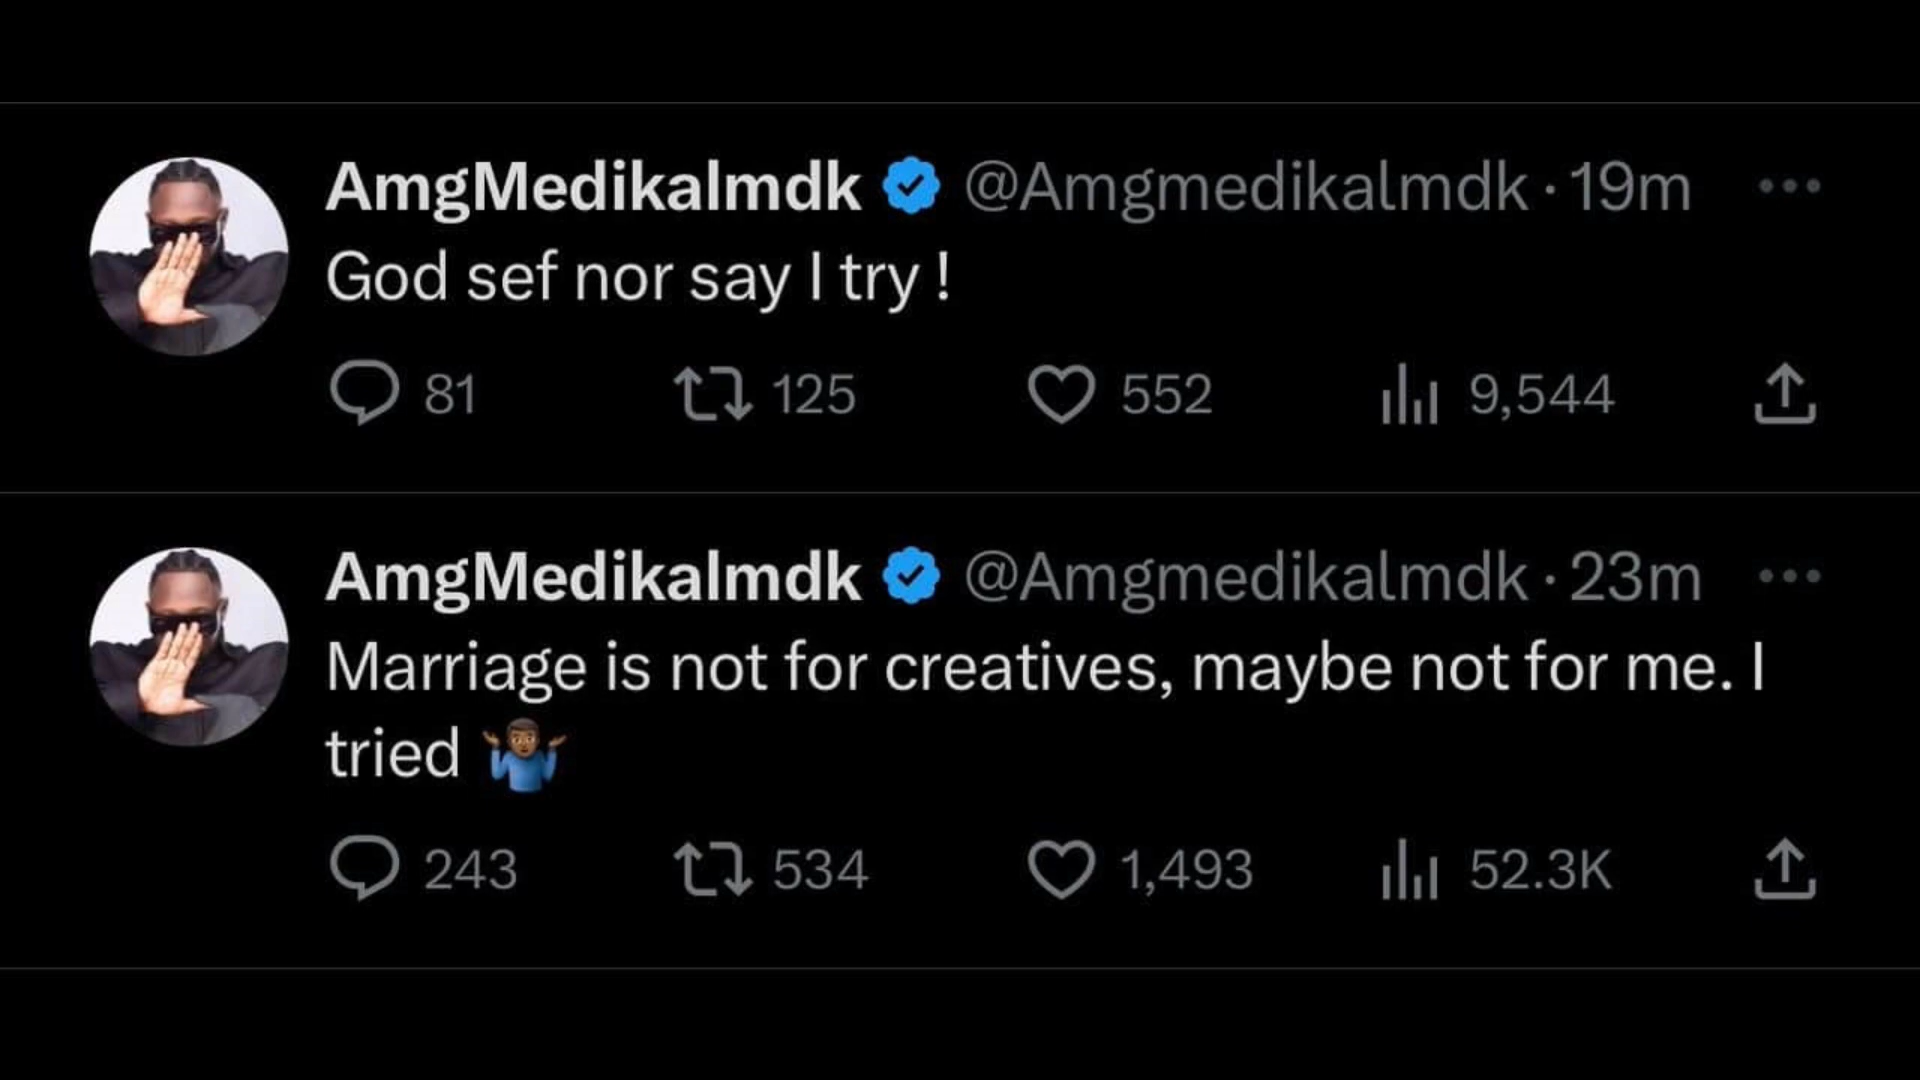 AmgMedikalmdk @Amgmedikalmdk · 19m
God sef nor say I try !
81 125 552 9,544
AmgMedikalmdk @Amgmedikalmdk · 23m
Marriage is not for creatives, maybe not for me. I
tried 🤷🏾‍♂️
243 534 1,493 52.3K